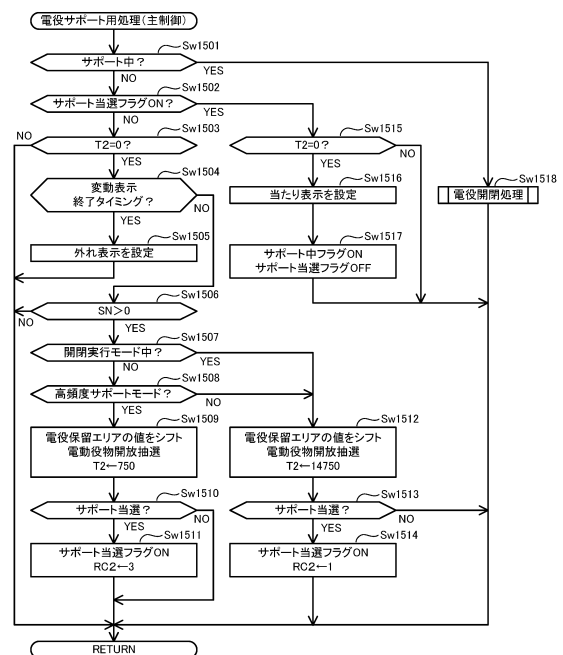 電役サポート用処理（主制御）
Sw1501
サポート中？
YES
NO
Sw1502
サポート当選フラグON？
YES
NO
Sw1503
T2=0？
NO
YES
Sw1504
変動表示
終了タイミング？
NO
YES
Sw1505
外れ表示を設定
Sw1515
T2=0？
NO
YES
Sw1516
当たり表示を設定
Sw1517
サポート中フラグON
サポート当選フラグOFF
Sw1518
電役開閉処理
Sw1506
SN＞0
NO
YES
Sw1507
開閉実行モード中？
YES
NO
Sw1508
高頻度サポートモード？
NO
YES
Sw1509
電役保留エリアの値をシフト
電動役物開放抽選
T2←750
Sw1510
サポート当選？
NO
YES
Sw1511
サポート当選フラグON
RC2←3
Sw1512
電役保留エリアの値をシフト
電動役物開放抽選
T2←14750
Sw1513
サポート当選？
NO
YES
Sw1514
サポート当選フラグON
RC2←1
RETURN